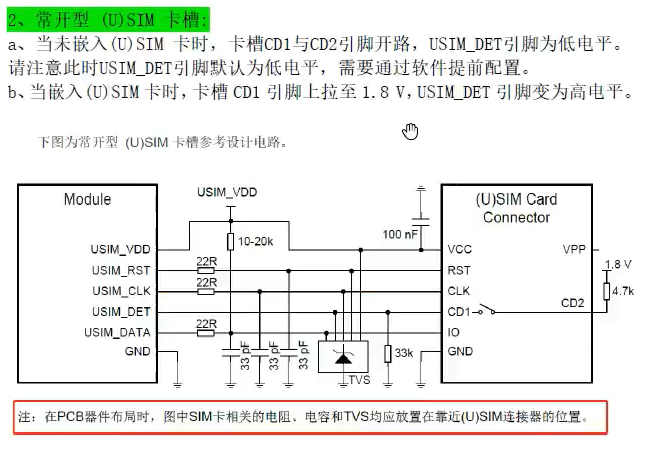 2、常开型 (U)SIM 卡槽:
a、当未嵌入(U)SIM 卡时，卡槽CD1与CD2引脚开路，USIM_DET引脚为低电平。
请注意此时USIM_DET引脚默认为低电平，需要通过软件提前配置。
b、当嵌入(U)SIM 卡时，卡槽 CD1 引脚上拉至 1.8 V，USIM_DET 引脚变为高电平。
下图为常开型 (U)SIM 卡槽参考设计电路。
Module
USIM_VDD
(U)SIM Card
Connector
10-20k
100 nF
USIM_VDD
VCC
VPP
USIM_RST
22R
RST
1.8 V
USIM_CLK
22R
CLK
4.7k
USIM_DET
CD1
CD2
USIM_DATA
22R
IO
GND
33 pF
33 pF
33 pF
TVS
33k
GND
注：在PCB器件布局时，图中SIM卡相关的电阻、电容和TVS均应放置在靠近(U)SIM连接器的位置。